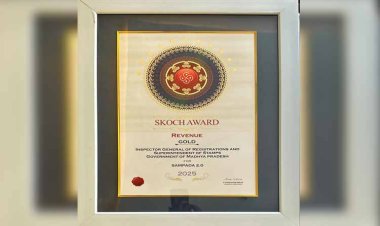 SKOCH AWARD
REVENUE
GOLD
INSPECTOR GENERAL OF REGISTRATIONS AND
SUPERINTENDENT OF STAMPS
GOVERNMENT OF MADHYA PRADESH
FOR
SAMPADA 2.0
2025